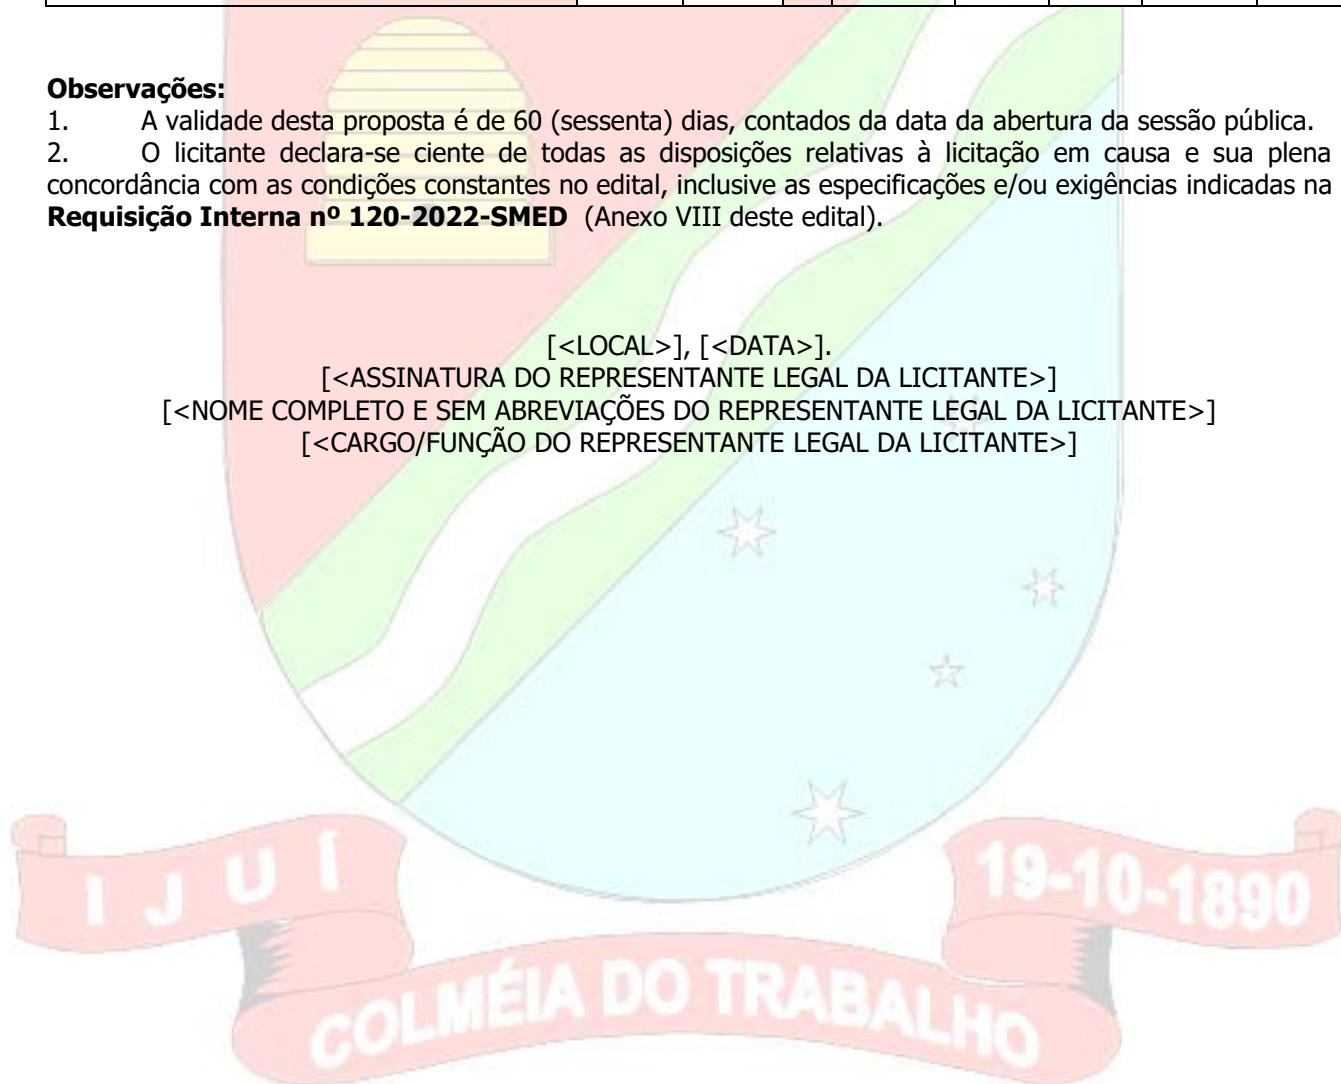 Observações:
1. A validade desta proposta é de 60 (sessenta) dias, contados da data da abertura da sessão pública.
2. O licitante declara-se ciente de todas as disposições relativas à licitação em causa e sua plena
concordância com as condições constantes no edital, inclusive as especificações e/ou exigências indicadas na
Requisição Interna nº 120-2022-SMED (Anexo VIII deste edital).
[<LOCAL>], [<DATA>].
[<ASSINATURA DO REPRESENTANTE LEGAL DA LICITANTE>]
[<NOME COMPLETO E SEM ABREVIAÇÕES DO REPRESENTANTE LEGAL DA LICITANTE>]
[<CARGO/FUNÇÃO DO REPRESENTANTE LEGAL DA LICITANTE>]
IJUÍ
19-10-1890
COLMÉIA DO TRABALHO